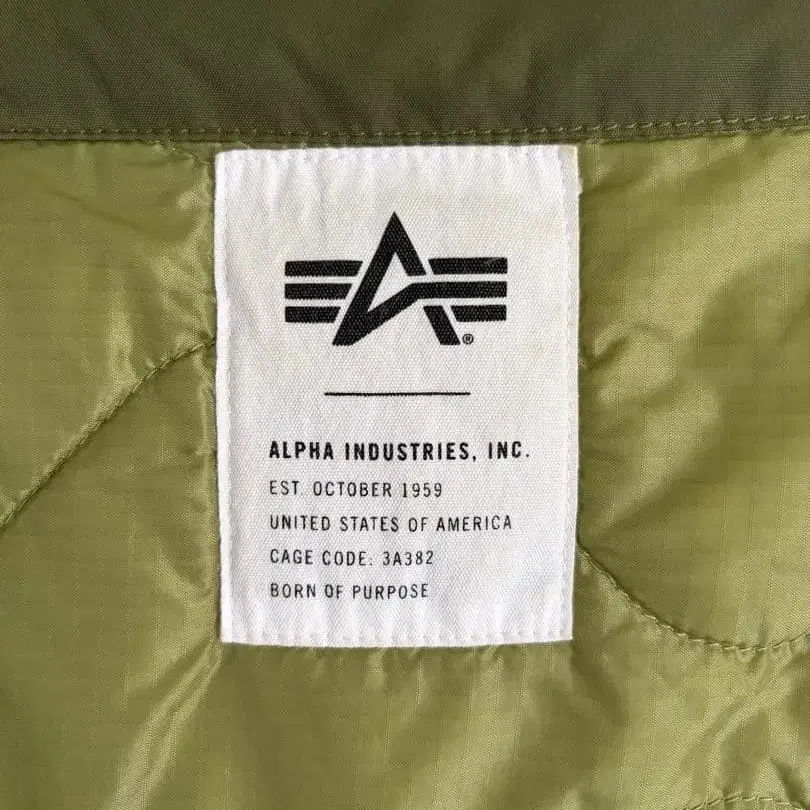 ®
ALPHA INDUSTRIES, INC.
EST. OCTOBER 1959
UNITED STATES OF AMERICA
CAGE CODE: 3A382
BORN OF PURPOSE